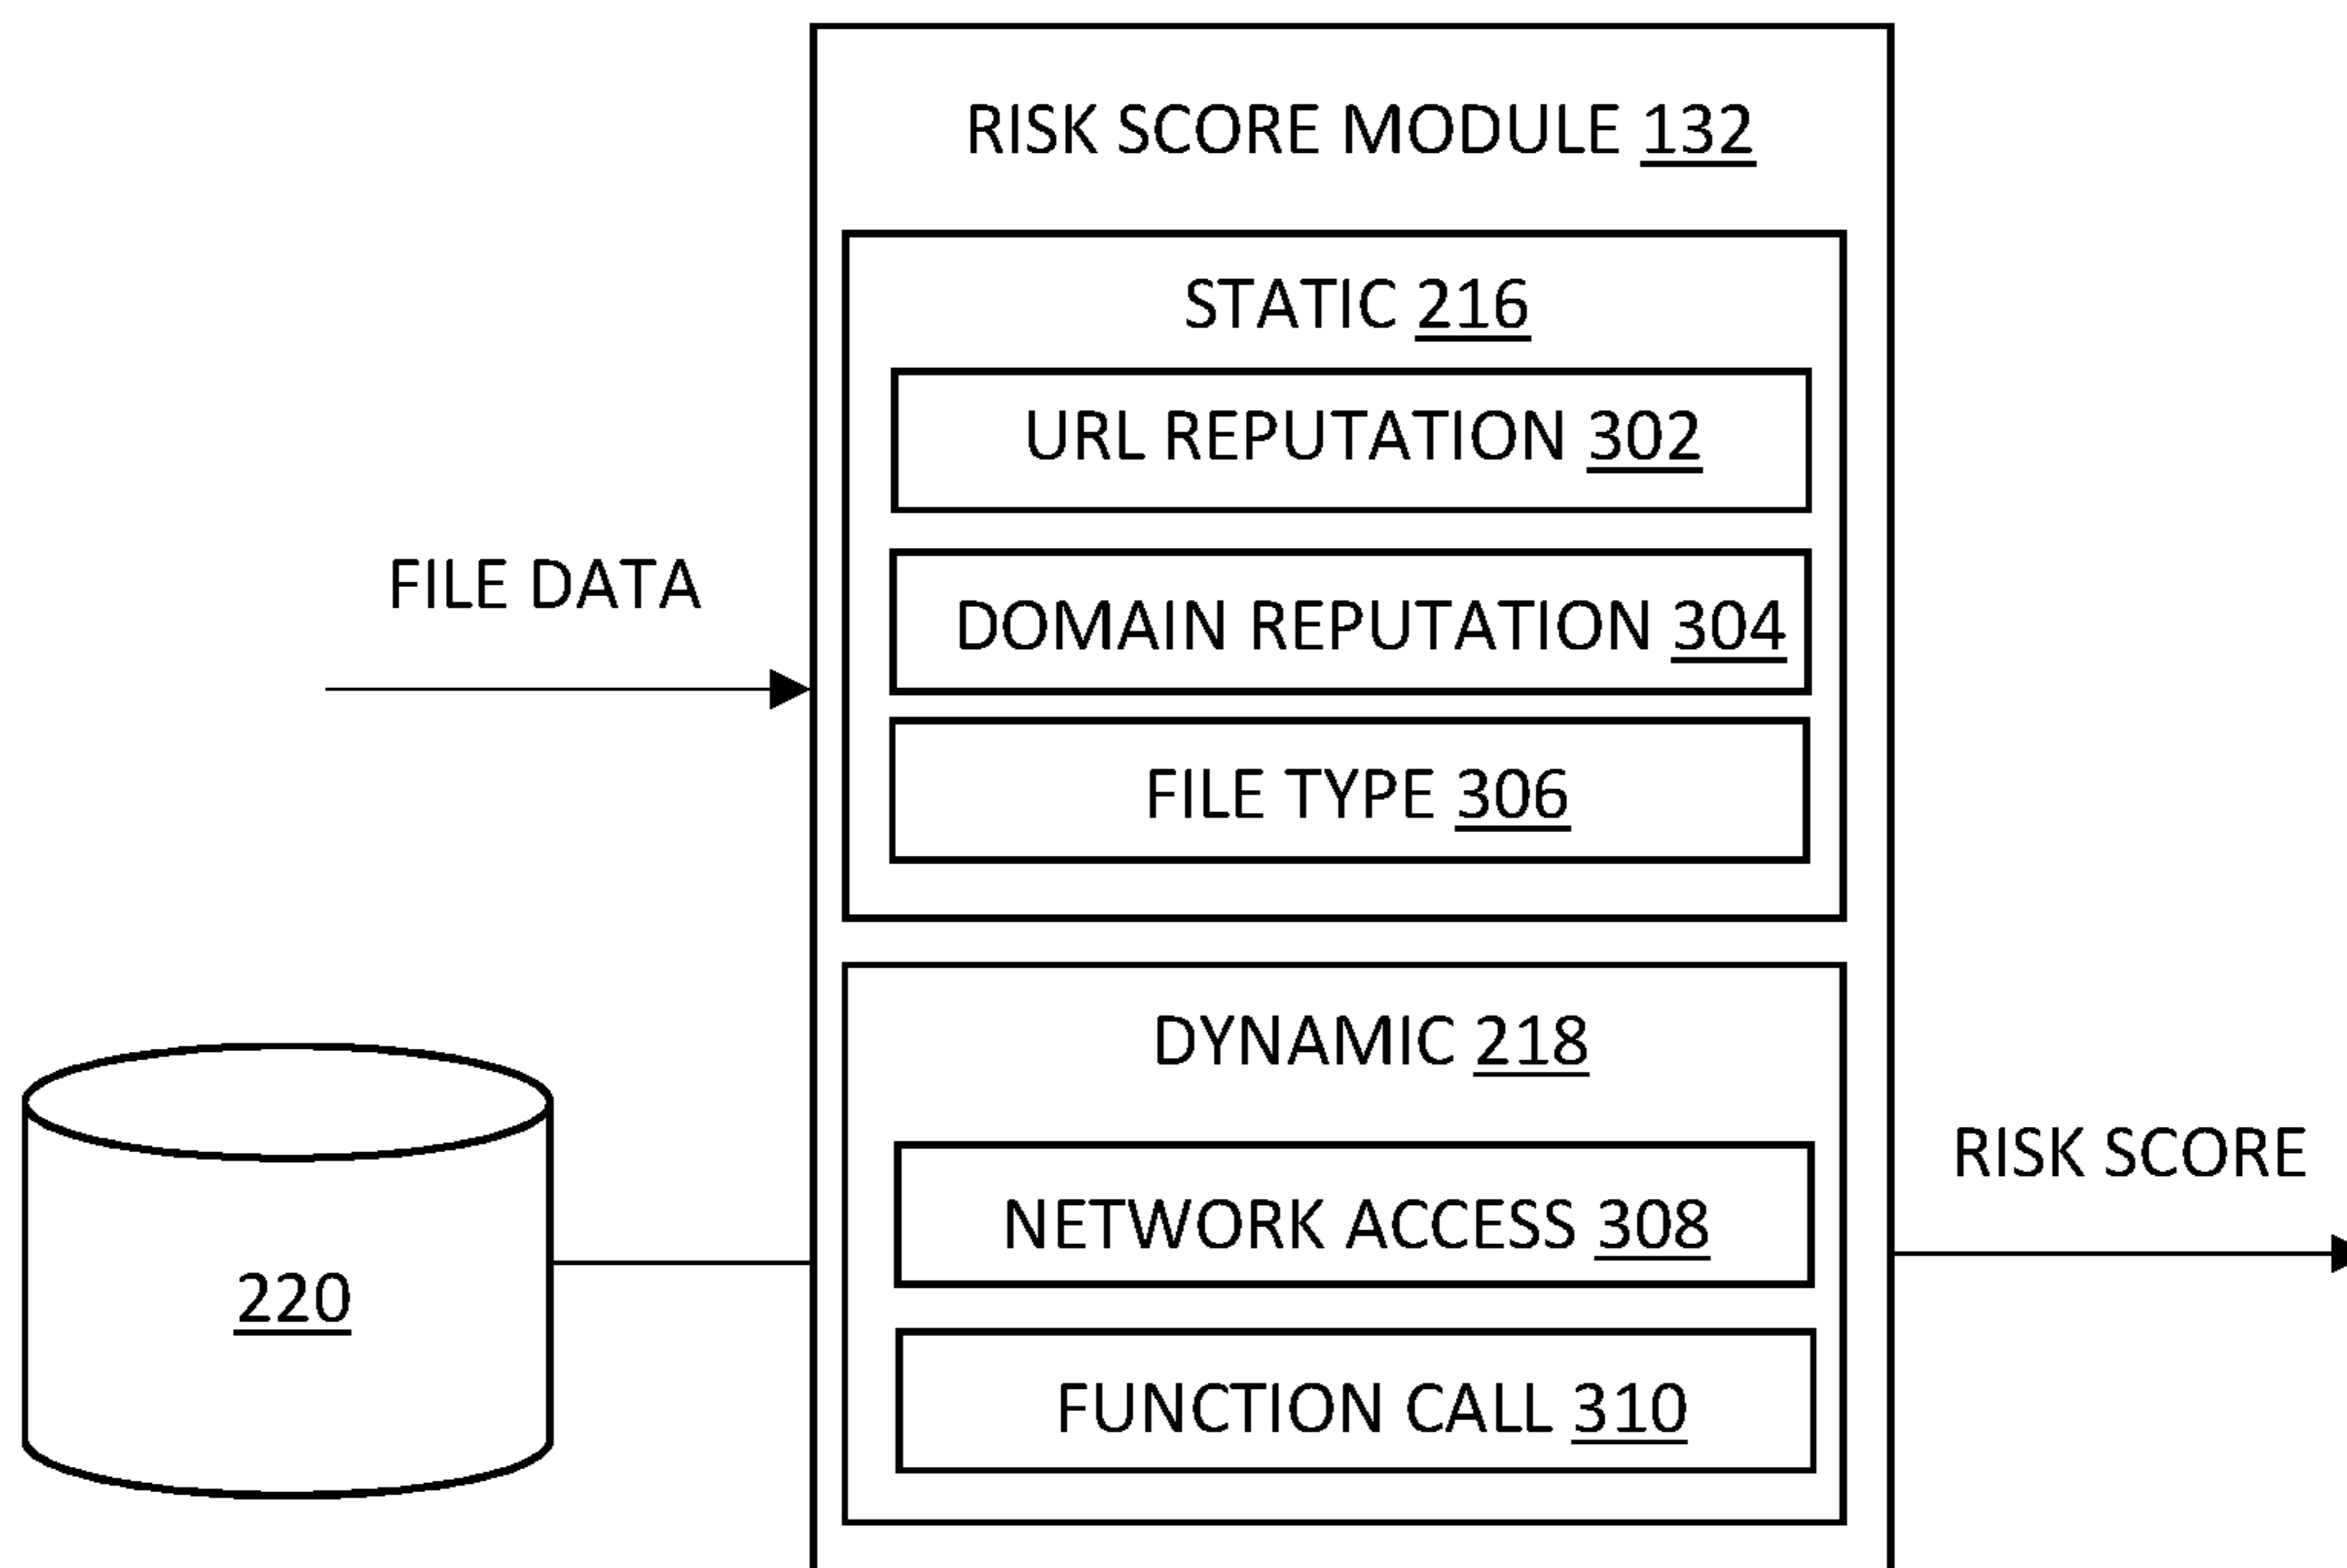 RISK SCORE MODULE 132
STATIC 216
URL REPUTATION 302
FILE DATA
DOMAIN REPUTATION 304
FILE TYPE 306
DYNAMIC 218
RISK SCORE
NETWORK ACCESS 308
220
FUNCTION CALL 310